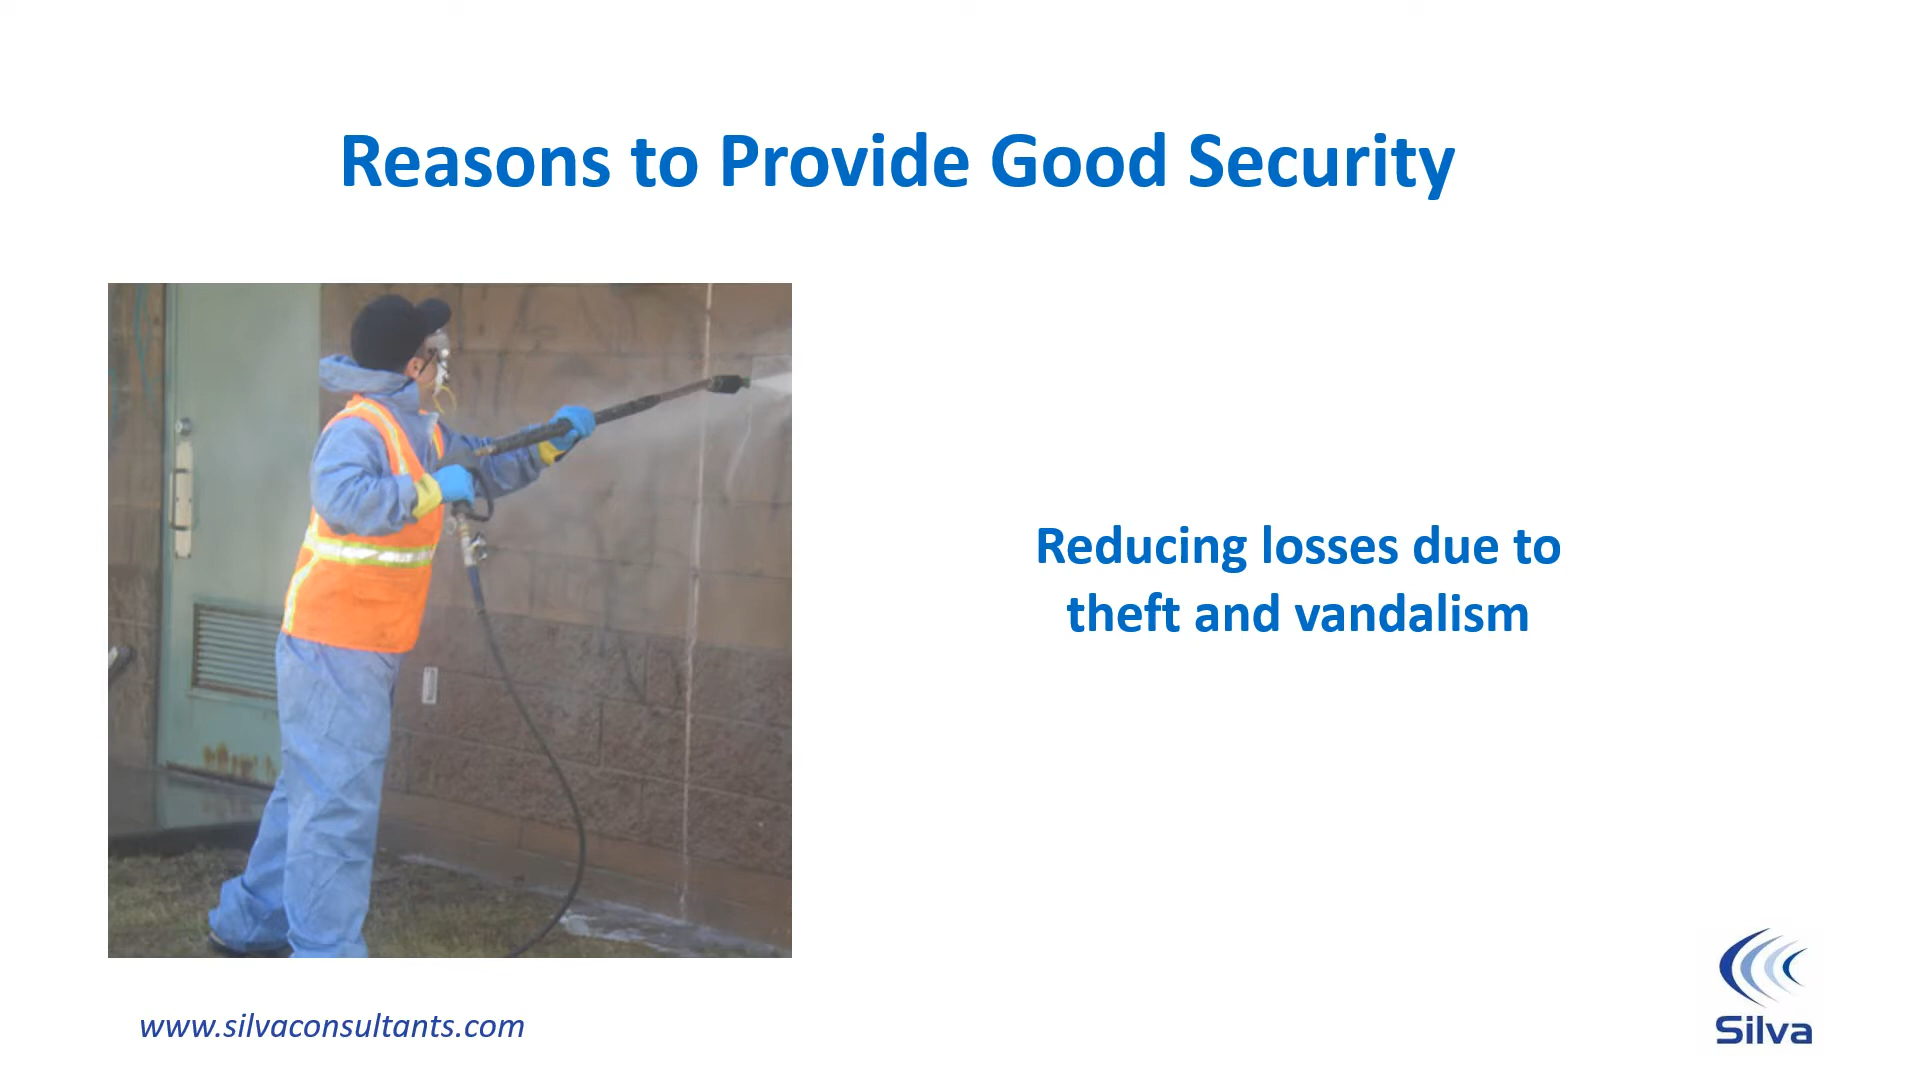 Reasons to Provide Good Security
Reducing losses due to
theft and vandalism
www.silvaconsultants.com
Silva